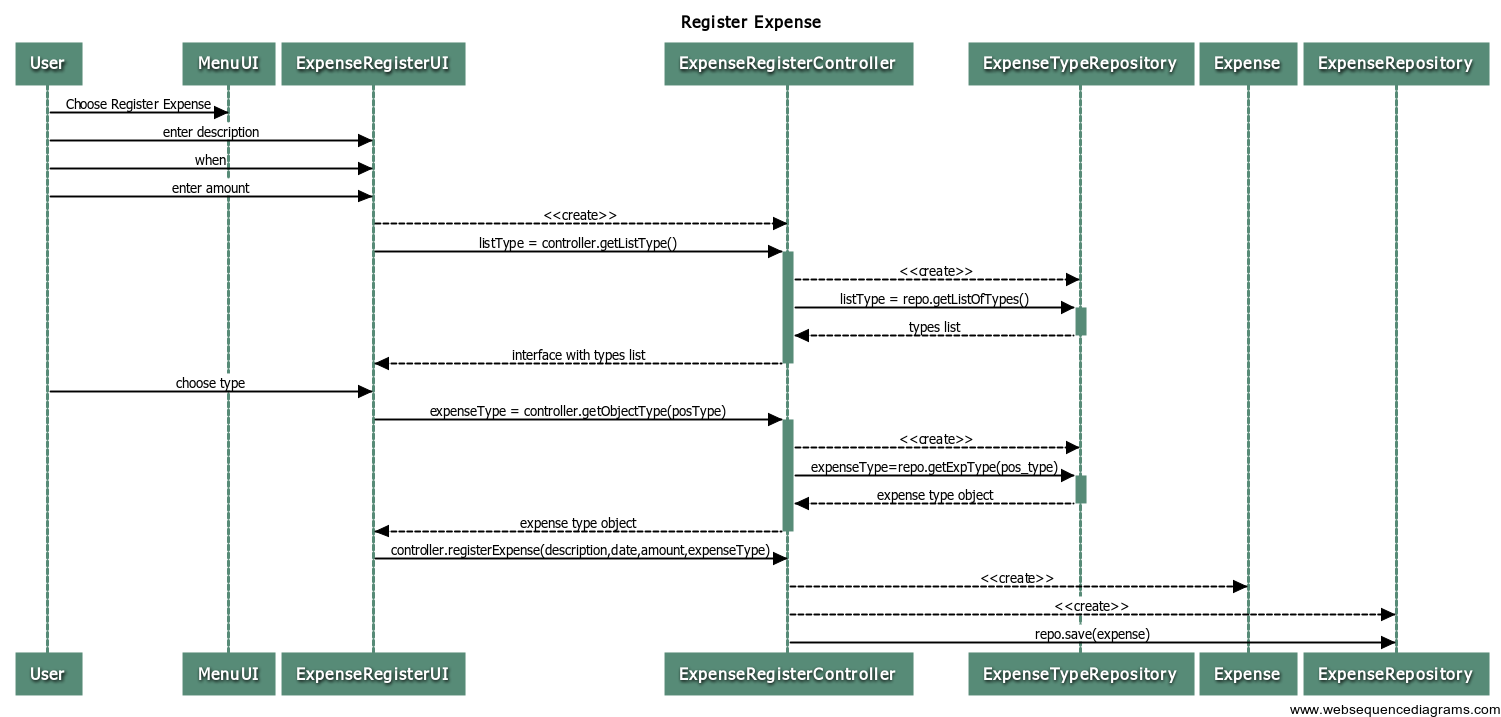 Register Expense
User MenuUI ExpenseRegisterUI ExpenseRegisterController ExpenseTypeRepository Expense ExpenseRepository
Choose Register Expense
enter description
when
enter amount
<<create>>
listType = controller.getListType()
<<create>>
listType = repo.getListOfTypes()
types list
interface with types list
choose type
expenseType = controller.getObjectType(posType)
<<create>>
expenseType=repo.getExpType(pos_type)
expense type object
expense type object
controller.registerExpense(description,date,amount,expenseType)
<<create>>
<<create>>
repo.save(expense)
User MenuUI ExpenseRegisterUI ExpenseRegisterController ExpenseTypeRepository Expense ExpenseRepository
www.websequencediagrams.com